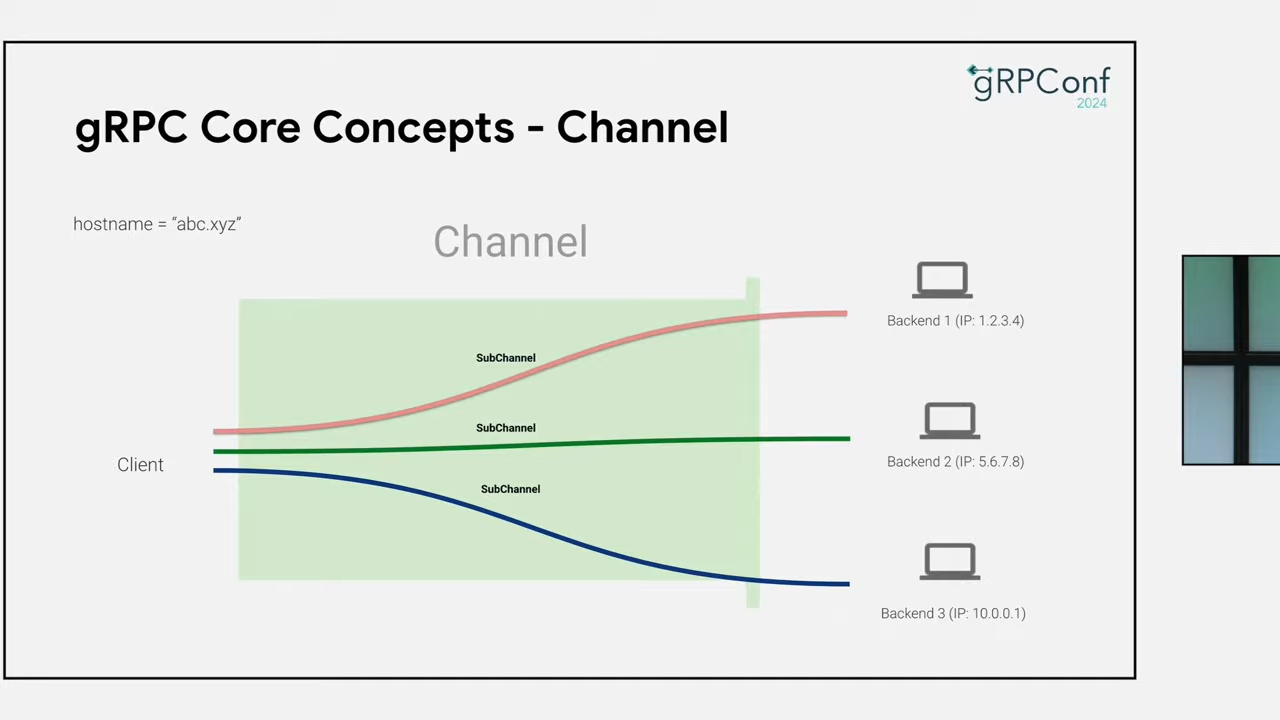 gRPConf
2024
gRPC Core Concepts - Channel
hostname = “abc.xyz”
Channel
Backend 1 (IP: 1.2.3.4)
SubChannel
SubChannel
Client
Backend 2 (IP: 5.6.7.8)
SubChannel
Backend 3 (IP: 10.0.0.1)